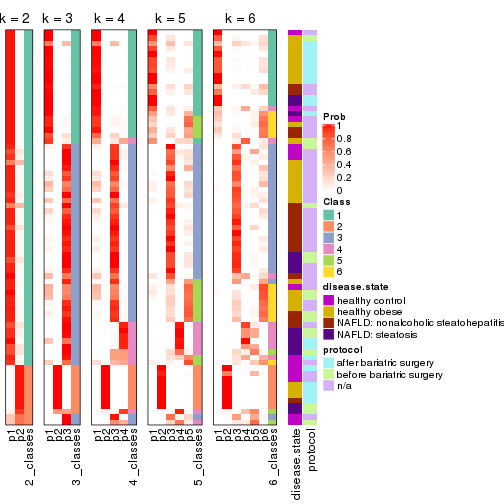 k = 2
k = 3
k = 4
k = 5
k = 6
Prob
1
0.8
0.6
0.4
0.2
0
Class
1
2
3
4
5
6
disease.state
healthy control
healthy obese
NAFLD: nonalcoholic steatohepatitis
NAFLD: steatosis
protocol
after bariatric surgery
before bariatric surgery
n/a
p1
p2
2_classes
p1
p2
p3
3_classes
p1
p2
p3
p4
4_classes
p1
p2
p3
p4
p5
5_classes
p1
p2
p3
p4
p5
p6
6_classes
disease.state
protocol